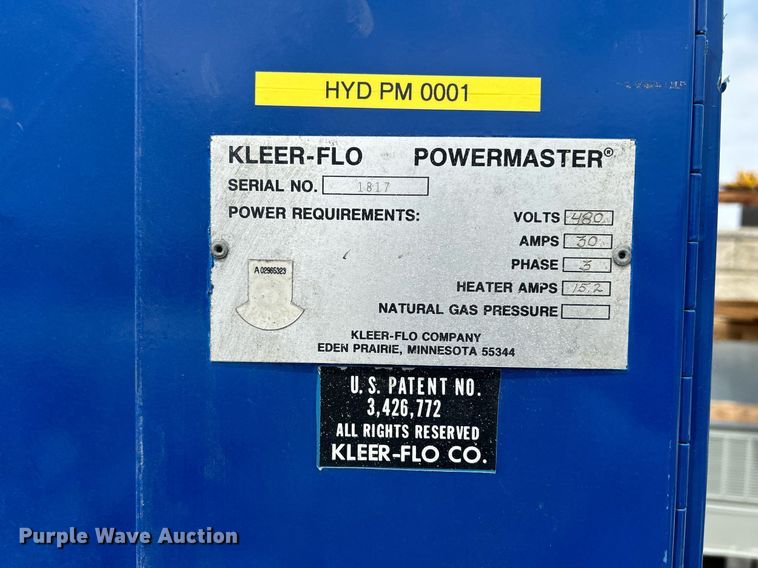 HYD PM 0001
KLEER-FLO POWERMASTER®
SERIAL NO. 1817
POWER REQUIREMENTS: VOLTS 480
AMPS 30
PHASE 3
HEATER AMPS 15.2
NATURAL GAS PRESSURE
A 02965323
KLEER-FLO COMPANY
EDEN PRAIRIE, MINNESOTA 55344
U. S. PATENT NO.
3,426,772
ALL RIGHTS RESERVED
KLEER-FLO CO.
Purple Wave Auction